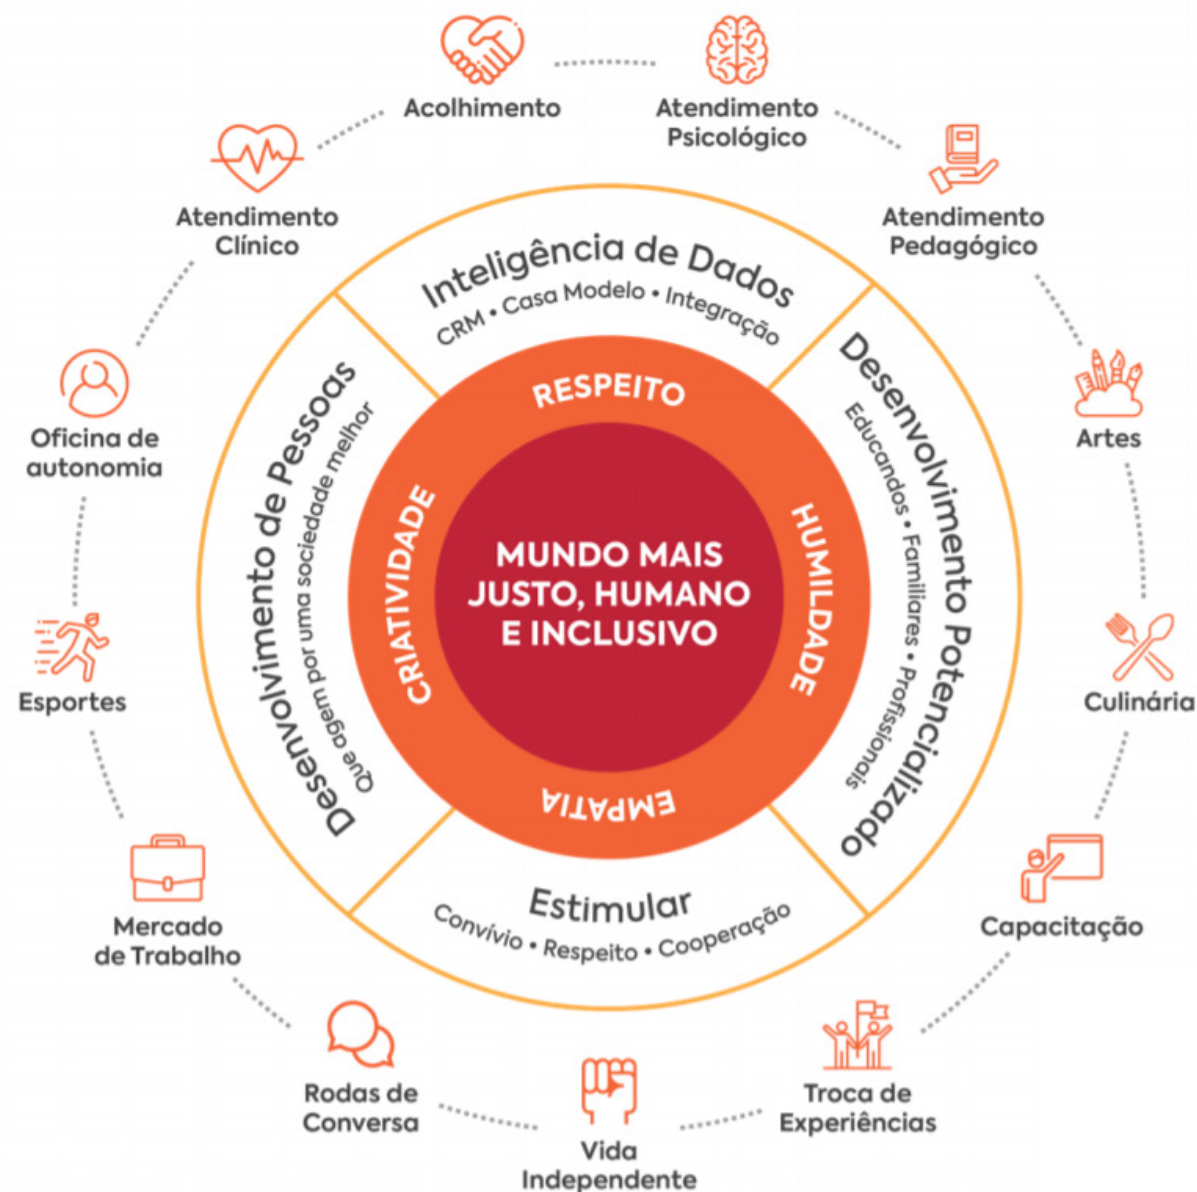 Acolhimento
Atendimento
Psicológico
Atendimento
Clínico
Atendimento
Pedagógico
Inteligência de Dados
CRM • Casa Modelo • Integração
Oficina de
autonomia
Desenvolvimento de Pessoas
Que agem por uma sociedade melhor
RESPEITO
CRIATIVIDADE
MUNDO MAIS
JUSTO, HUMANO
E INCLUSIVO
HUMILDADE
EMPATIA
Desenvolvimento Potencializado
Educandos • Familiares • Profissionais
Artes
Esportes
Culinária
Estimular
Convívio • Respeito • Cooperação
Mercado
de Trabalho
Capacitação
Rodas de
Conversa
Vida
Independente
Troca de
Experiências